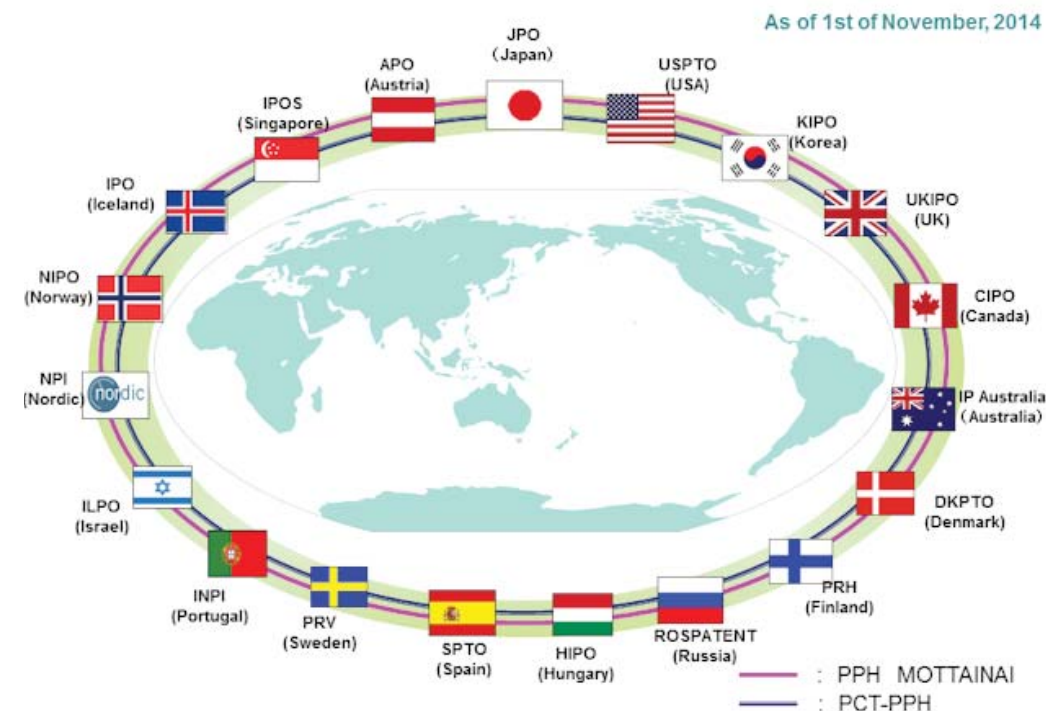 As of 1st of November, 2014
JPO
(Japan)
USPTO
(USA)
KIPO
(Korea)
UKIPO
(UK)
CIPO
(Canada)
IP Australia
(Australia)
DKPTO
(Denmark)
PRH
(Finland)
ROSPATENT
(Russia)
HIPO
(Hungary)
SPTO
(Spain)
PRV
(Sweden)
INPI
(Portugal)
ILPO
(Israel)
NPI
(Nordic)
nordic
NIPO
(Norway)
IPO
(Iceland)
IPOS
(Singapore)
APO
(Austria)
: PPH MOTTAINAI
: PCT-PPH